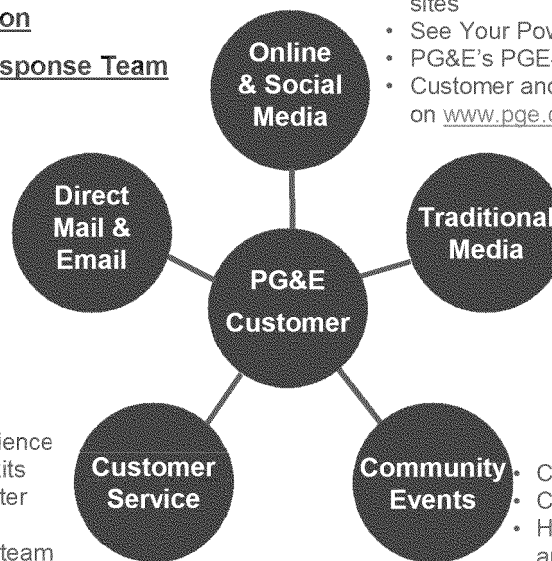 on
sponse Team
sites
• See Your Pow
• PG&E's PGE
• Customer and
on www.pge.c
Online
& Social
Media
Direct
Mail &
Email
Traditional
Media
PG&E
Customer
ience
kits
ter
team
Customer
Service
Community
Events
• C
• C
• H
an